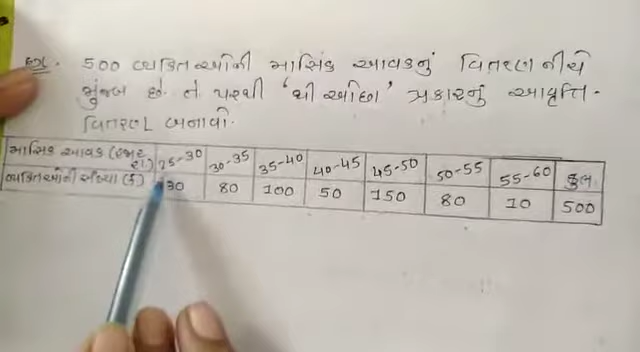 Ex. 500 વ્યક્તિઓની માસિક આવકનું વિતરણ નીચે
મુજબ છે. તે પરથી 'થી ઓછા' પ્રકારનું આવૃત્તિ-
વિતરણ બનાવો.
માસિક આવક (હજાર રૂ.) 25-30 30-35 35-40 40-45 45-50 50-55 55-60 કુલ
વ્યક્તિઓની સંખ્યા (f) 30 80 100 50 150 80 10 500